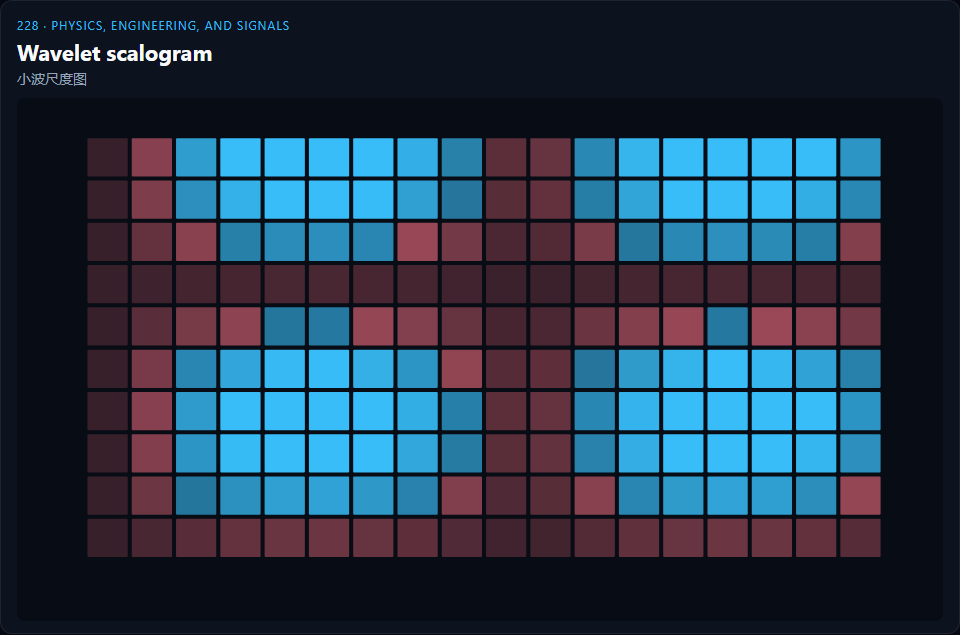 228 · PHYSICS, ENGINEERING, AND SIGNALS
Wavelet scalogram
小波尺度图